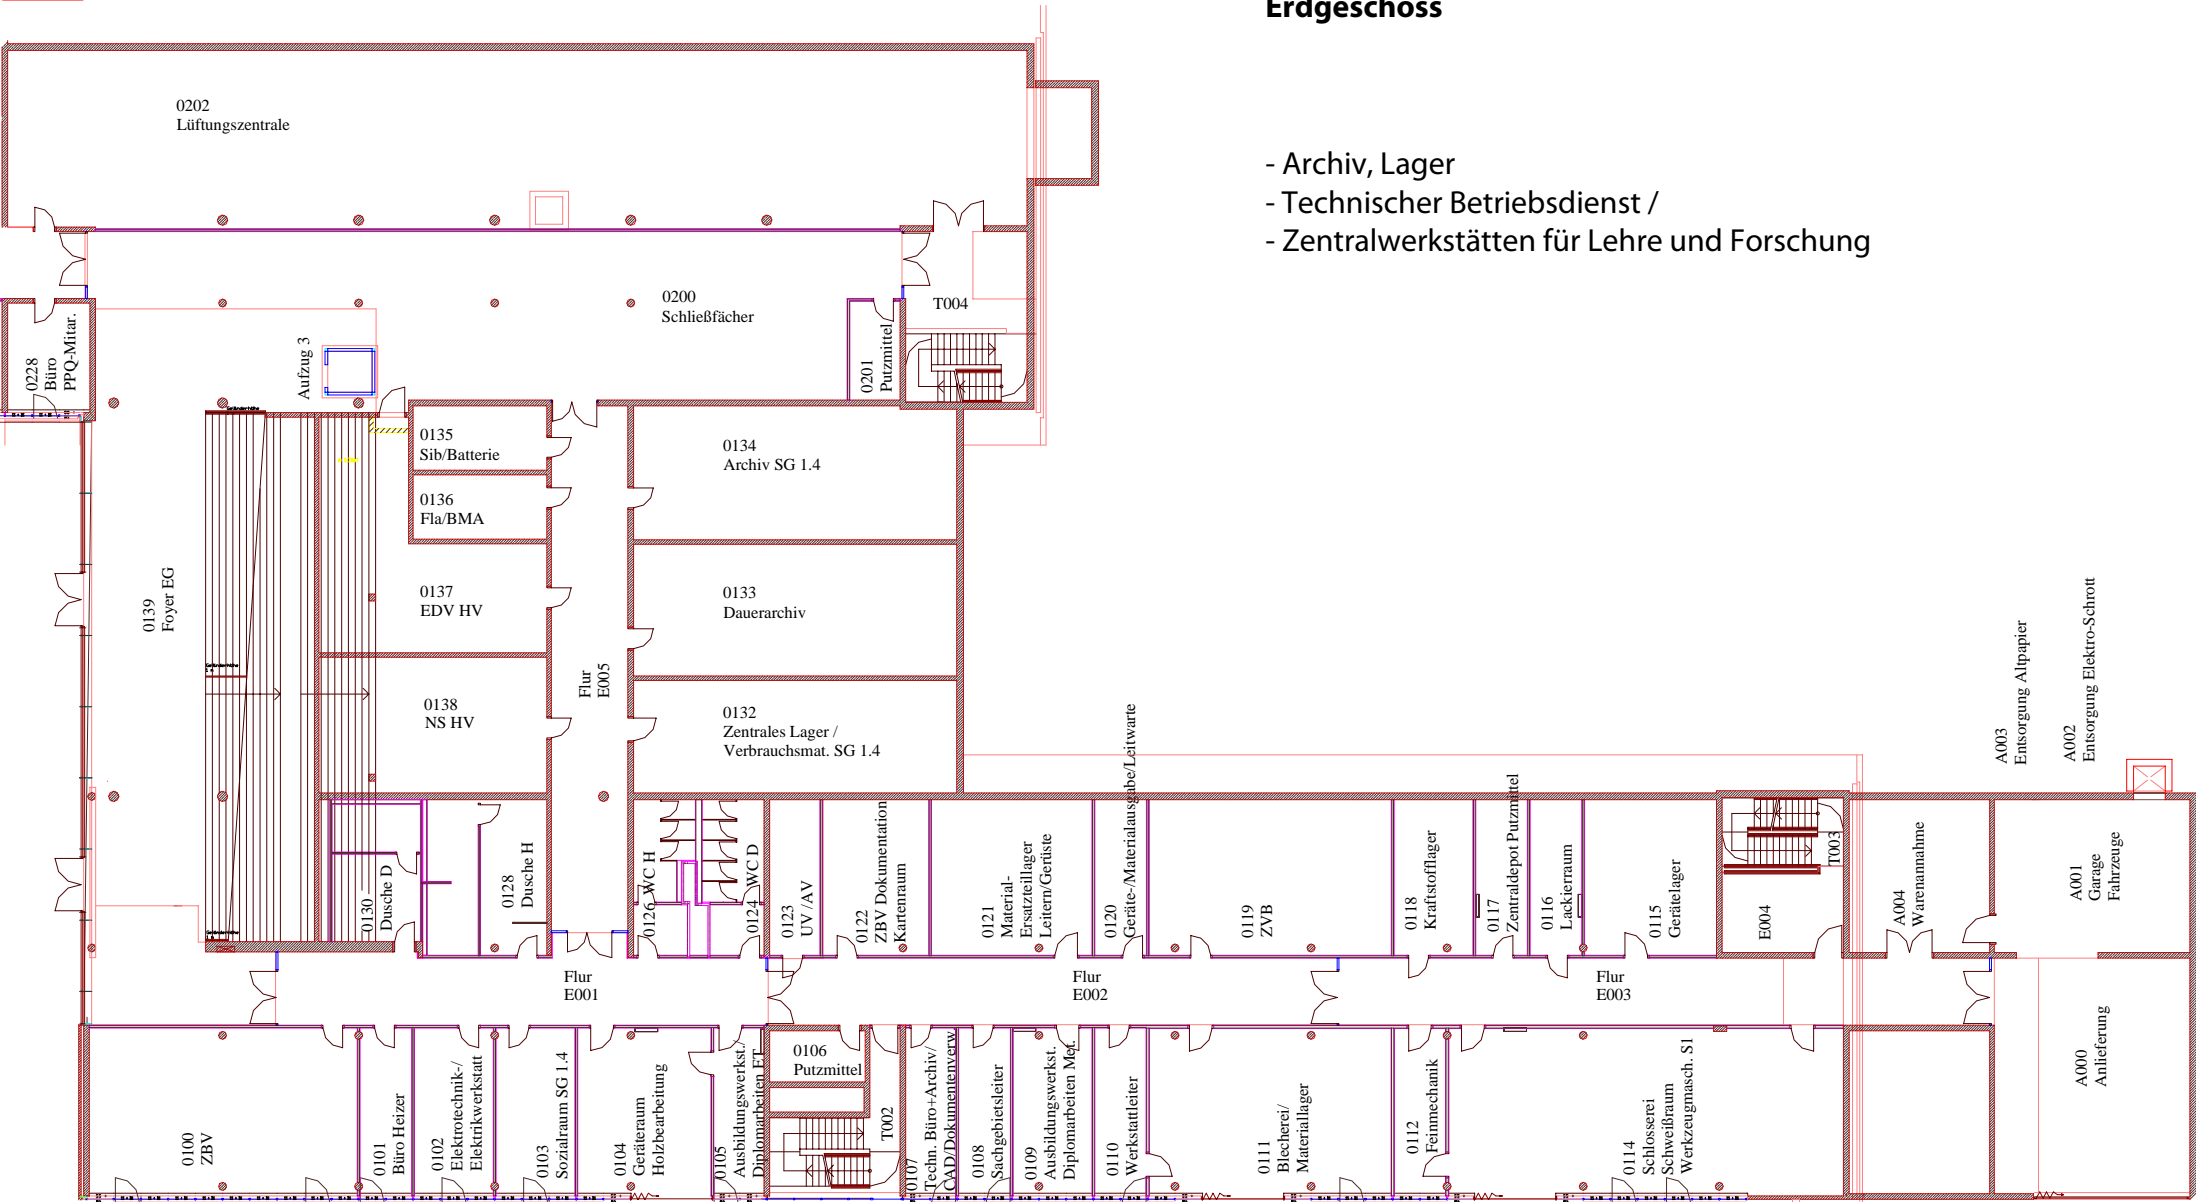 Erdgeschoss
- Archiv, Lager
- Technischer Betriebsdienst /
- Zentralwerkstätten für Lehre und Forschung
0202
Lüftungszentrale
0200
Schließfächer
T004
0201
Putzmittel
0228
Büro
PPQ-Mitar.
Aufzug 3
Geländerhöhe
0135
Sib/Batterie
0136
Fla/BMA
0137
EDV HV
0138
NS HV
0134
Archiv SG 1.4
0133
Dauerarchiv
0132
Zentrales Lager /
Verbrauchsmat. SG 1.4
0139
Foyer EG
Flur
E005
A003
Entsorgung Altpapier
A002
Entsorgung Elektro-Schrott
0130
Dusche D
0128
Dusche H
0126 WC H
0124 WC D
0123
UV /AV
0122
ZBV Dokumentation
Kartenraum
0121
Material-
Ersatzteillager
Leitern/Gerüste
0120
Geräte-/Materialausgabe/Leitwarte
0119
ZVB
0118
Kraftstofflager
0117
Zentraldepot Putzmittel
0116
Lackierraum
0115
Gerätelager
T003
E004
A004
Warenannahme
A001
Garage
Fahrzeuge
Flur
E001
Flur
E002
Flur
E003
0100
ZBV
0101
Büro Heizer
0102
Elektrotechnik-/
Elektrikwerkstatt
0103
Sozialraum SG 1.4
0104
Geräteraum
Holzbearbeitung
0105
Ausbildungswerkst./
Diplomarbeiten ET
0106
Putzmittel
T002
0107
Techn. Büro+Archiv/
CAD/Dokumentenverw.
0108
Sachgebietsleiter
0109
Ausbildungswerkst.
Diplomarbeiten Met.
0110
Werkstattleiter
0111
Blecherei/
Materiallager
0112
Feinmechanik
0114
Schlosserei
Schweißraum
Werkzeugmasch. S1
A000
Anlieferung